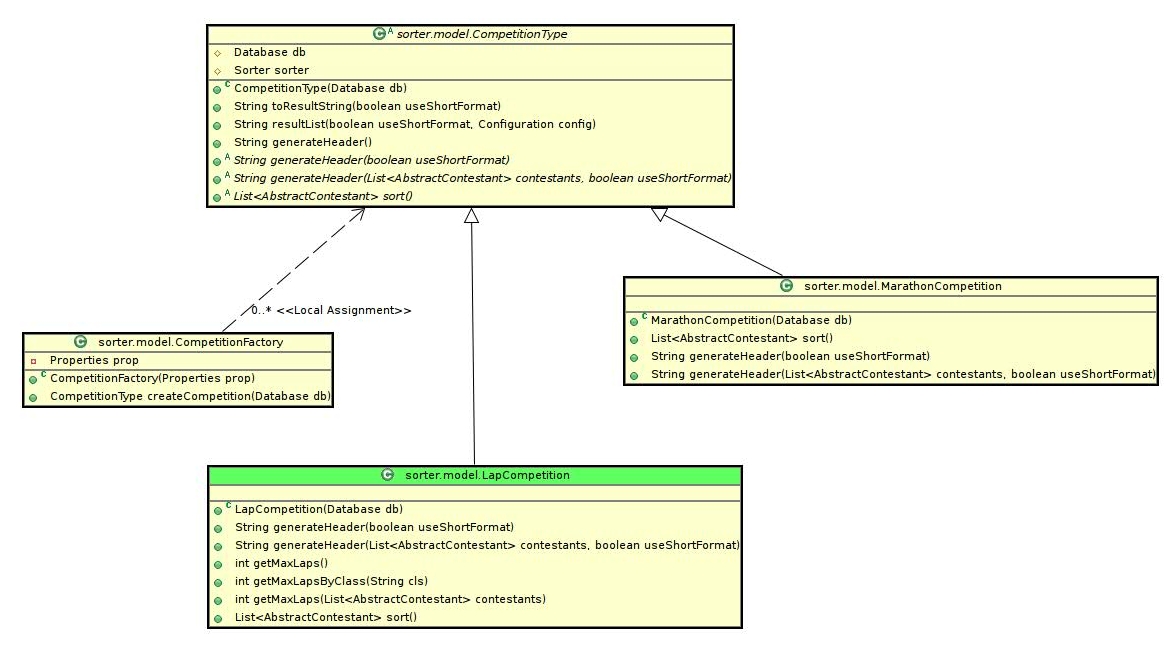 C A sorter.model.CompetitionType
Database db
Sorter sorter
C CompetitionType(Database db)
String toResultString(boolean useShortFormat)
String resultList(boolean useShortFormat, Configuration config)
String generateHeader()
A String generateHeader(boolean useShortFormat)
A String generateHeader(List<AbstractContestant> contestants, boolean useShortFormat)
A List<AbstractContestant> sort()
0..* <<Local Assignment>>
C sorter.model.MarathonCompetition
C MarathonCompetition(Database db)
List<AbstractContestant> sort()
String generateHeader(boolean useShortFormat)
String generateHeader(List<AbstractContestant> contestants, boolean useShortFormat)
C sorter.model.CompetitionFactory
Properties prop
C CompetitionFactory(Properties prop)
CompetitionType createCompetition(Database db)
C sorter.model.LapCompetition
C LapCompetition(Database db)
String generateHeader(boolean useShortFormat)
String generateHeader(List<AbstractContestant> contestants, boolean useShortFormat)
int getMaxLaps()
int getMaxLapsByClass(String cls)
int getMaxLaps(List<AbstractContestant> contestants)
List<AbstractContestant> sort()